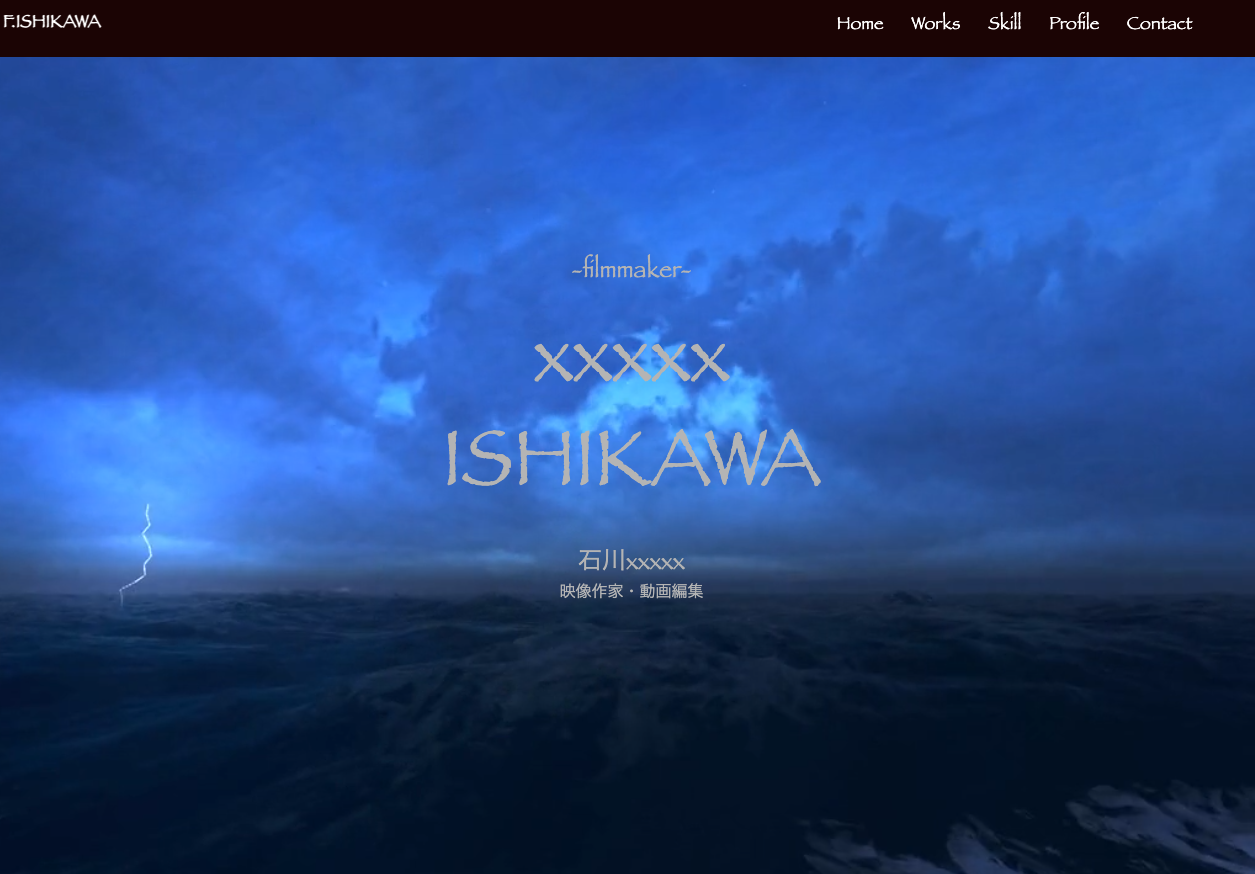 F.ISHIKAWA
Home Works Skill Profile Contact
-filmmaker-
xxxxx
ISHIKAWA
石川xxxxx
映像作家・動画編集